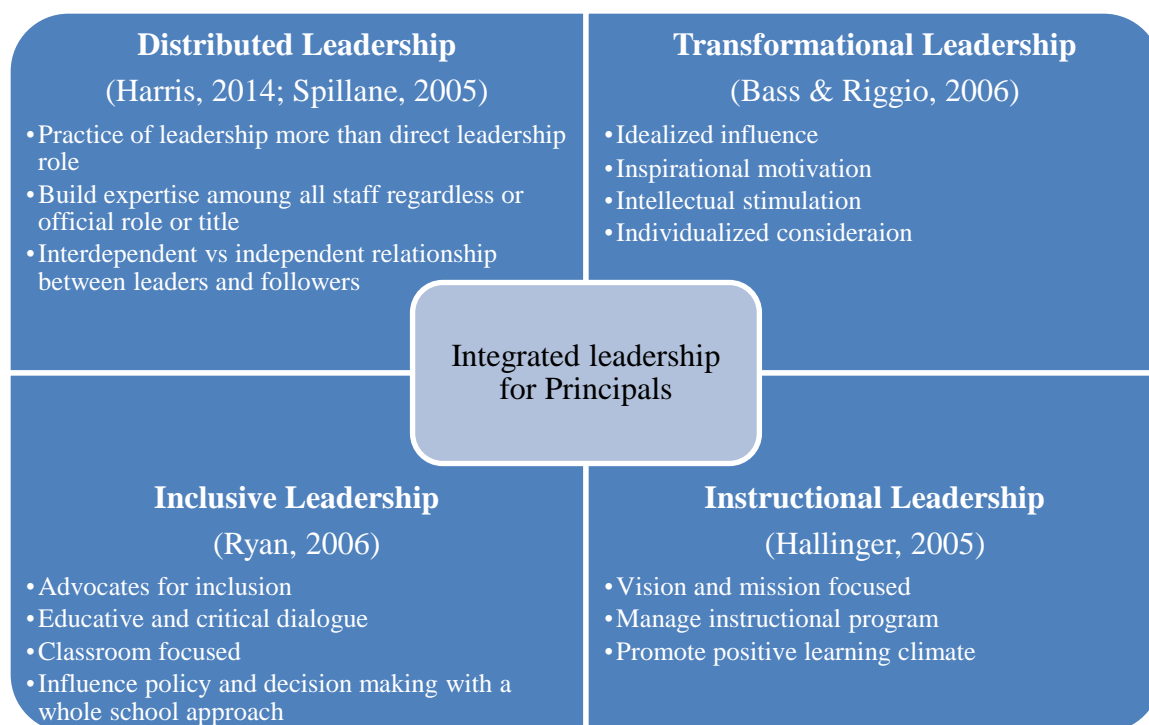 Distributed Leadership
(Harris, 2014; Spillane, 2005)
•Practice of leadership more than direct leadership
role
•Build expertise amoung all staff regardless or
official role or title
•Interdependent vs independent relationship
between leaders and followers
Transformational Leadership
(Bass & Riggio, 2006)
•Idealized influence
•Inspirational motivation
•Intellectual stimulation
•Individualized consideraion
Integrated leadership
for Principals
Inclusive Leadership
(Ryan, 2006)
•Advocates for inclusion
•Educative and critical dialogue
•Classroom focused
•Influence policy and decision making with a
whole school approach
Instructional Leadership
(Hallinger, 2005)
•Vision and mission focused
•Manage instructional program
•Promote positive learning climate